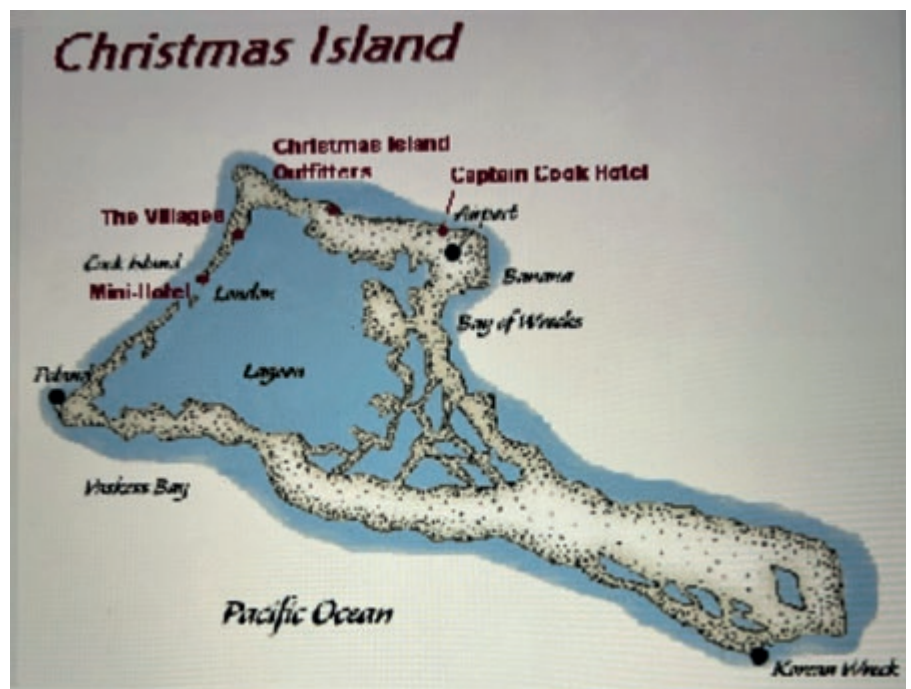 Christmas Island
Christmas Island
Outfitters
Captain Cook Hotel
The Villages
Airport
Cook Island
Banana
Mini-Hotel
London
Bay of Wrecks
Lagoon
Poland
Vaskess Bay
Pacific Ocean
Korean Wreck